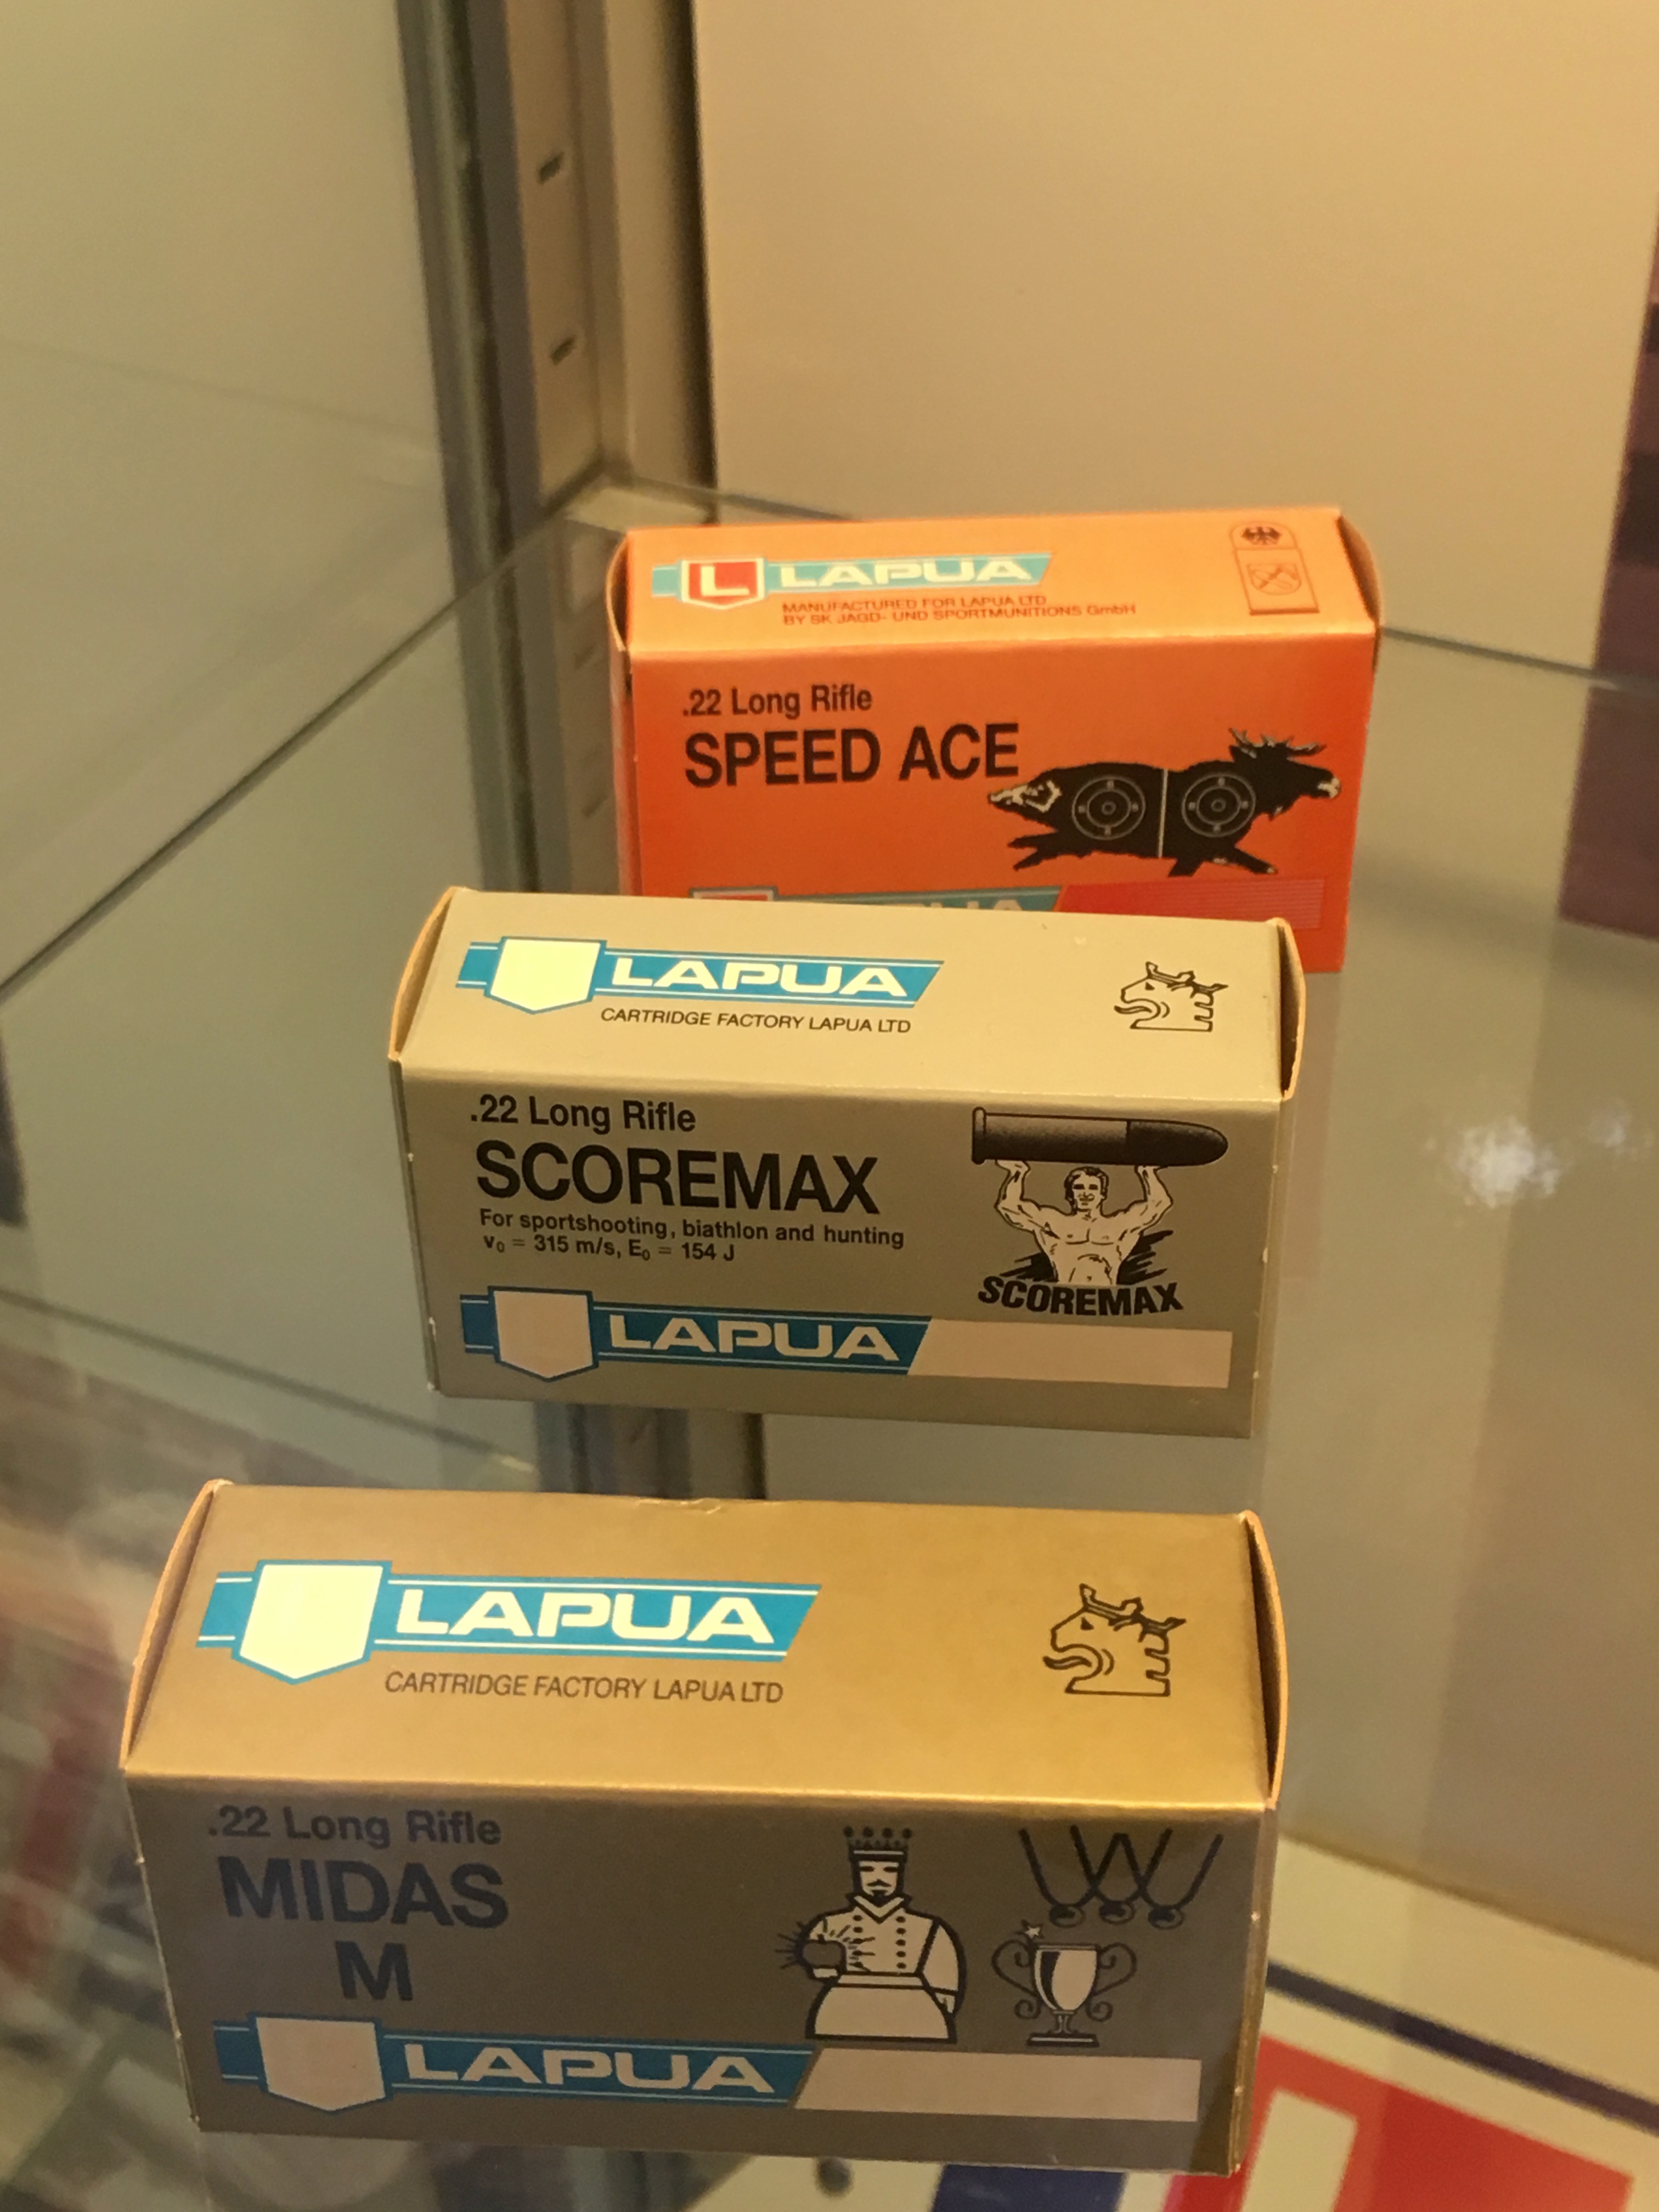 L LAPUA
MANUFACTURED FOR LAPUA LTD
BY SK JAGD- UND SPORTMUNITIONS GmbH
.22 Long Rifle
SPEED ACE
LAPUA
CARTRIDGE FACTORY LAPUA LTD
.22 Long Rifle
SCOREMAX
For sportshooting, biathlon and hunting
v₀ = 315 m/s, E₀ = 154 J
SCOREMAX
LAPUA
LAPUA
CARTRIDGE FACTORY LAPUA LTD
.22 Long Rifle
MIDAS
M
LAPUA